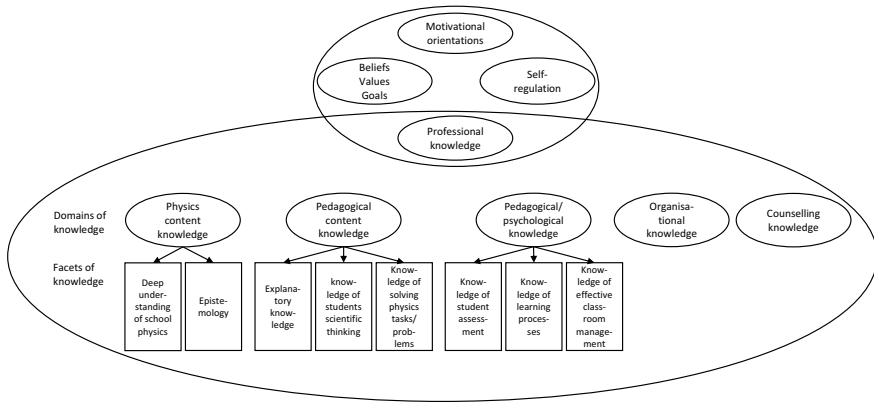 Motivational
orientations
Beliefs
Values
Goals
Self-
regulation
Professional
knowledge
Domains of
knowledge
Physics
content
knowledge
Pedagogical
content
knowledge
Pedagogical/
psychological
knowledge
Organisa-
tional
knowledge
Counselling
knowledge
Facets of
knowledge
Deep
under-
standing
of school
physics
Episte-
mology
Explana-
tory
know-
ledge
know-
ledge of
students
scientific
thinking
Know-
ledge of
solving
physics
tasks/
prob-
lems
Know-
ledge of
student
assess-
ment
Know-
ledge of
learning
proces-
ses
Know-
ledge of
effective
class-
room
manage-
ment